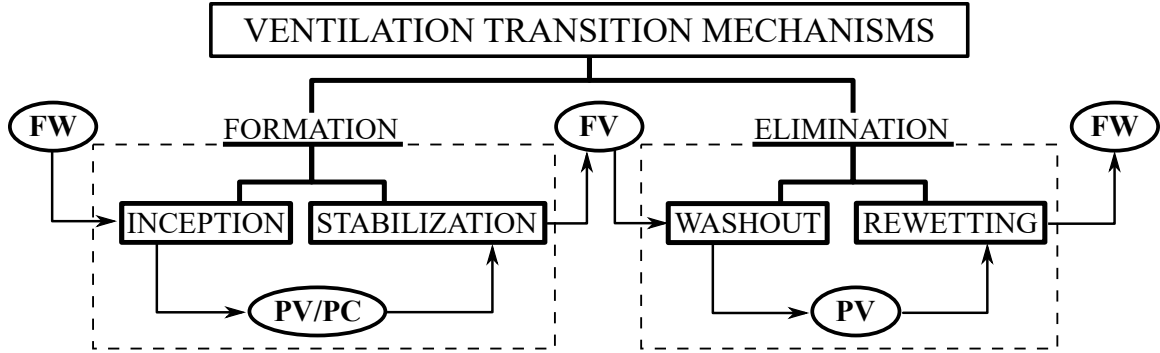 VENTILATION TRANSITION MECHANISMS
FW
FORMATION
FV
ELIMINATION
FW
INCEPTION
STABILIZATION
WASHOUT
REWETTING
PV/PC
PV